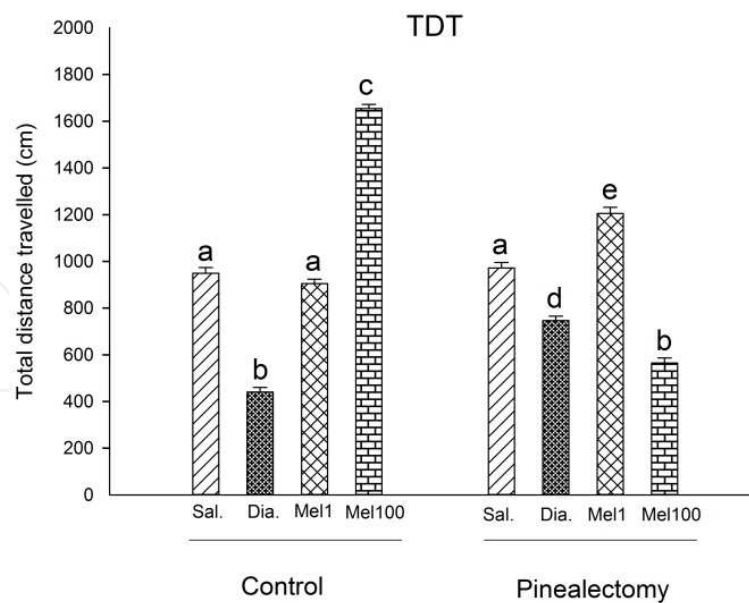 TDT
Total distance travelled (cm)
2000
1800
1600
1400
1200
1000
800
600
400
200
0
a
b
a
c
a
d
e
b
Sal.
Dia.
Mel1
Mel100
Sal.
Dia.
Mel1
Mel100
Control
Pinealectomy